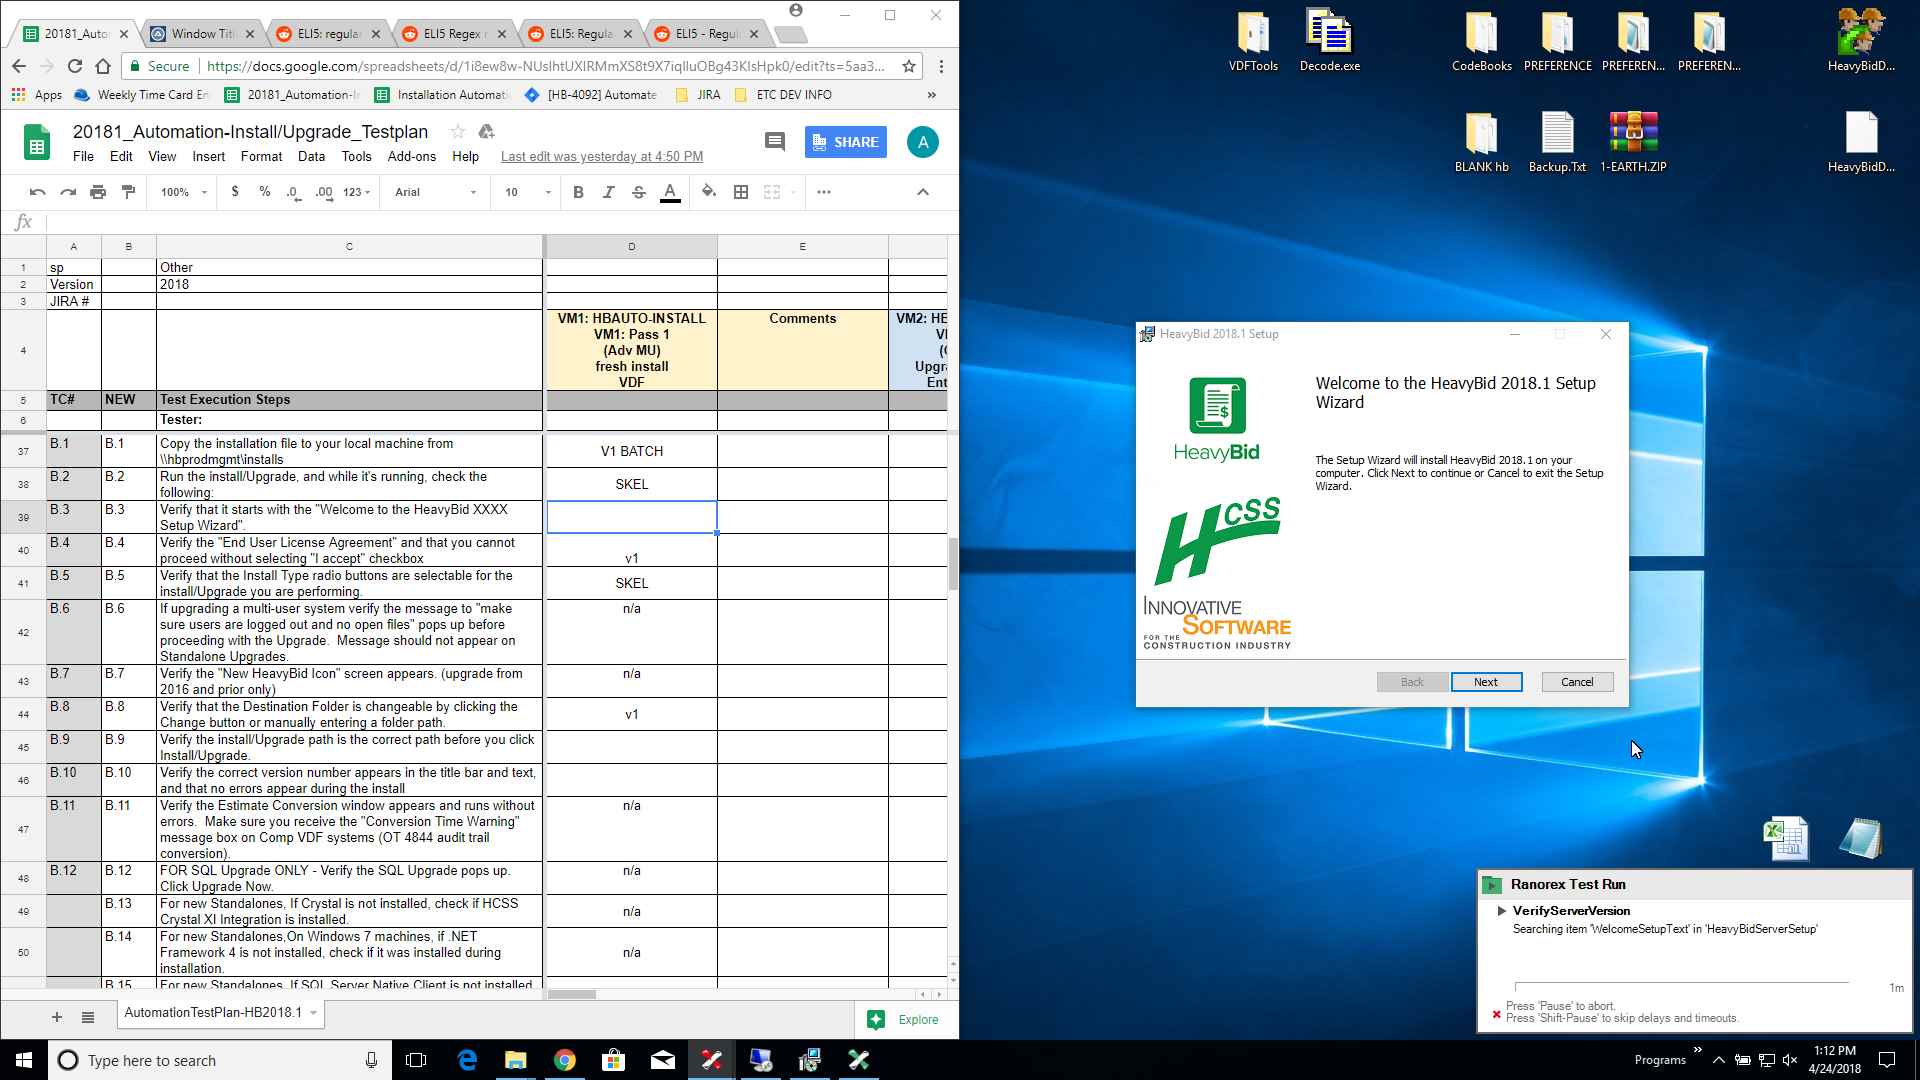 20181_Auto
Window Titl
ELI5: regula
ELI5 Regex r
ELI5: Regula
ELI5 - Regul
Secure
https://docs.google.com/spreadsheets/d/
Apps
Weekly Time Card En
20181_Automation-I
Installation Automati
[HB-4092] Automate
JIRA
ETC DEV INFO
»
20181_Automation-Install/Upgrade_Testplan
File Edit View Insert Format Data Tools Add-ons Help Last edit was yesterday at 4:50 PM
SHARE
A
100% $ % .0 .00 123 Arial 10 B I S A
fx
A B C D E
1 sp Other
2 Version 2018
3 JIRA #
4
VM1: HBAUTO-INSTALL
VM1: Pass 1
(Adv MU)
fresh install
VDF
Comments
VM2: HE
Upgra
Ent
5 TC# NEW Test Execution Steps
6 Tester:
37 B.1 B.1 Copy the installation file to your local machine from
\\hbprodmgmt\installs
V1 BATCH
38 B.2 B.2 Run the install/Upgrade, and while it's running, check the
following:
SKEL
39 B.3 B.3 Verify that it starts with the "Welcome to the HeavyBid XXXX
Setup Wizard".
40 B.4 B.4 Verify the "End User License Agreement" and that you cannot
proceed without selecting "I accept" checkbox
v1
41 B.5 B.5 Verify that the Install Type radio buttons are selectable for the
install/Upgrade you are performing.
SKEL
42 B.6 B.6 If upgrading a multi-user system verify the message to "make
sure users are logged out and no open files" pops up before
proceeding with the Upgrade. Message should not appear on
Standalone Upgrades.
n/a
43 B.7 B.7 Verify the "New HeavyBid Icon" screen appears. (upgrade from
2016 and prior only)
n/a
44 B.8 B.8 Verify that the Destination Folder is changeable by clicking the
Change button or manually entering a folder path.
v1
45 B.9 B.9 Verify the install/Upgrade path is the correct path before you click
Install/Upgrade.
46 B.10 B.10 Verify the correct version number appears in the title bar and text,
and that no errors appear during the install
47 B.11 B.11 Verify the Estimate Conversion window appears and runs without
errors. Make sure you receive the "Conversion Time Warning"
message box on Comp VDF systems (OT 4844 audit trail
conversion).
n/a
48 B.12 B.12 FOR SQL Upgrade ONLY - Verify the SQL Upgrade pops up.
Click Upgrade Now.
n/a
49 B.13 For new Standalones, If Crystal is not installed, check if HCSS
Crystal XI Integration is installed.
n/a
50 B.14 For new Standalones,On Windows 7 machines, if .NET
Framework 4 is not installed, check if it was installed during
installation.
n/a
B.15 For new Standalones, If SQL Server Native Client is not installed
AutomationTestPlan-HB2018.1
Explore
VDFTools
Decode.exe
CodeBooks
PREFERENCE
PREFEREN...
PREFEREN...
HeavyBidD...
BLANK hb
Backup.Txt
1-EARTH.ZIP
HeavyBidD...
HeavyBid 2018.1 Setup
HeavyBid
HCSS
INNOVATIVE
SOFTWARE
FOR THE
CONSTRUCTION INDUSTRY
Welcome to the HeavyBid 2018.1 Setup
Wizard
The Setup Wizard will install HeavyBid 2018.1 on your
computer. Click Next to continue or Cancel to exit the Setup
Wizard.
Back Next Cancel
Ranorex Test Run
VerifyServerVersion
Searching item 'WelcomeSetupText' in 'HeavyBidServerSetup'
1m
Press 'Pause' to abort.
Press 'Shift-Pause' to skip delays and timeouts.
Type here to search
Programs »
1:12 PM
4/24/2018